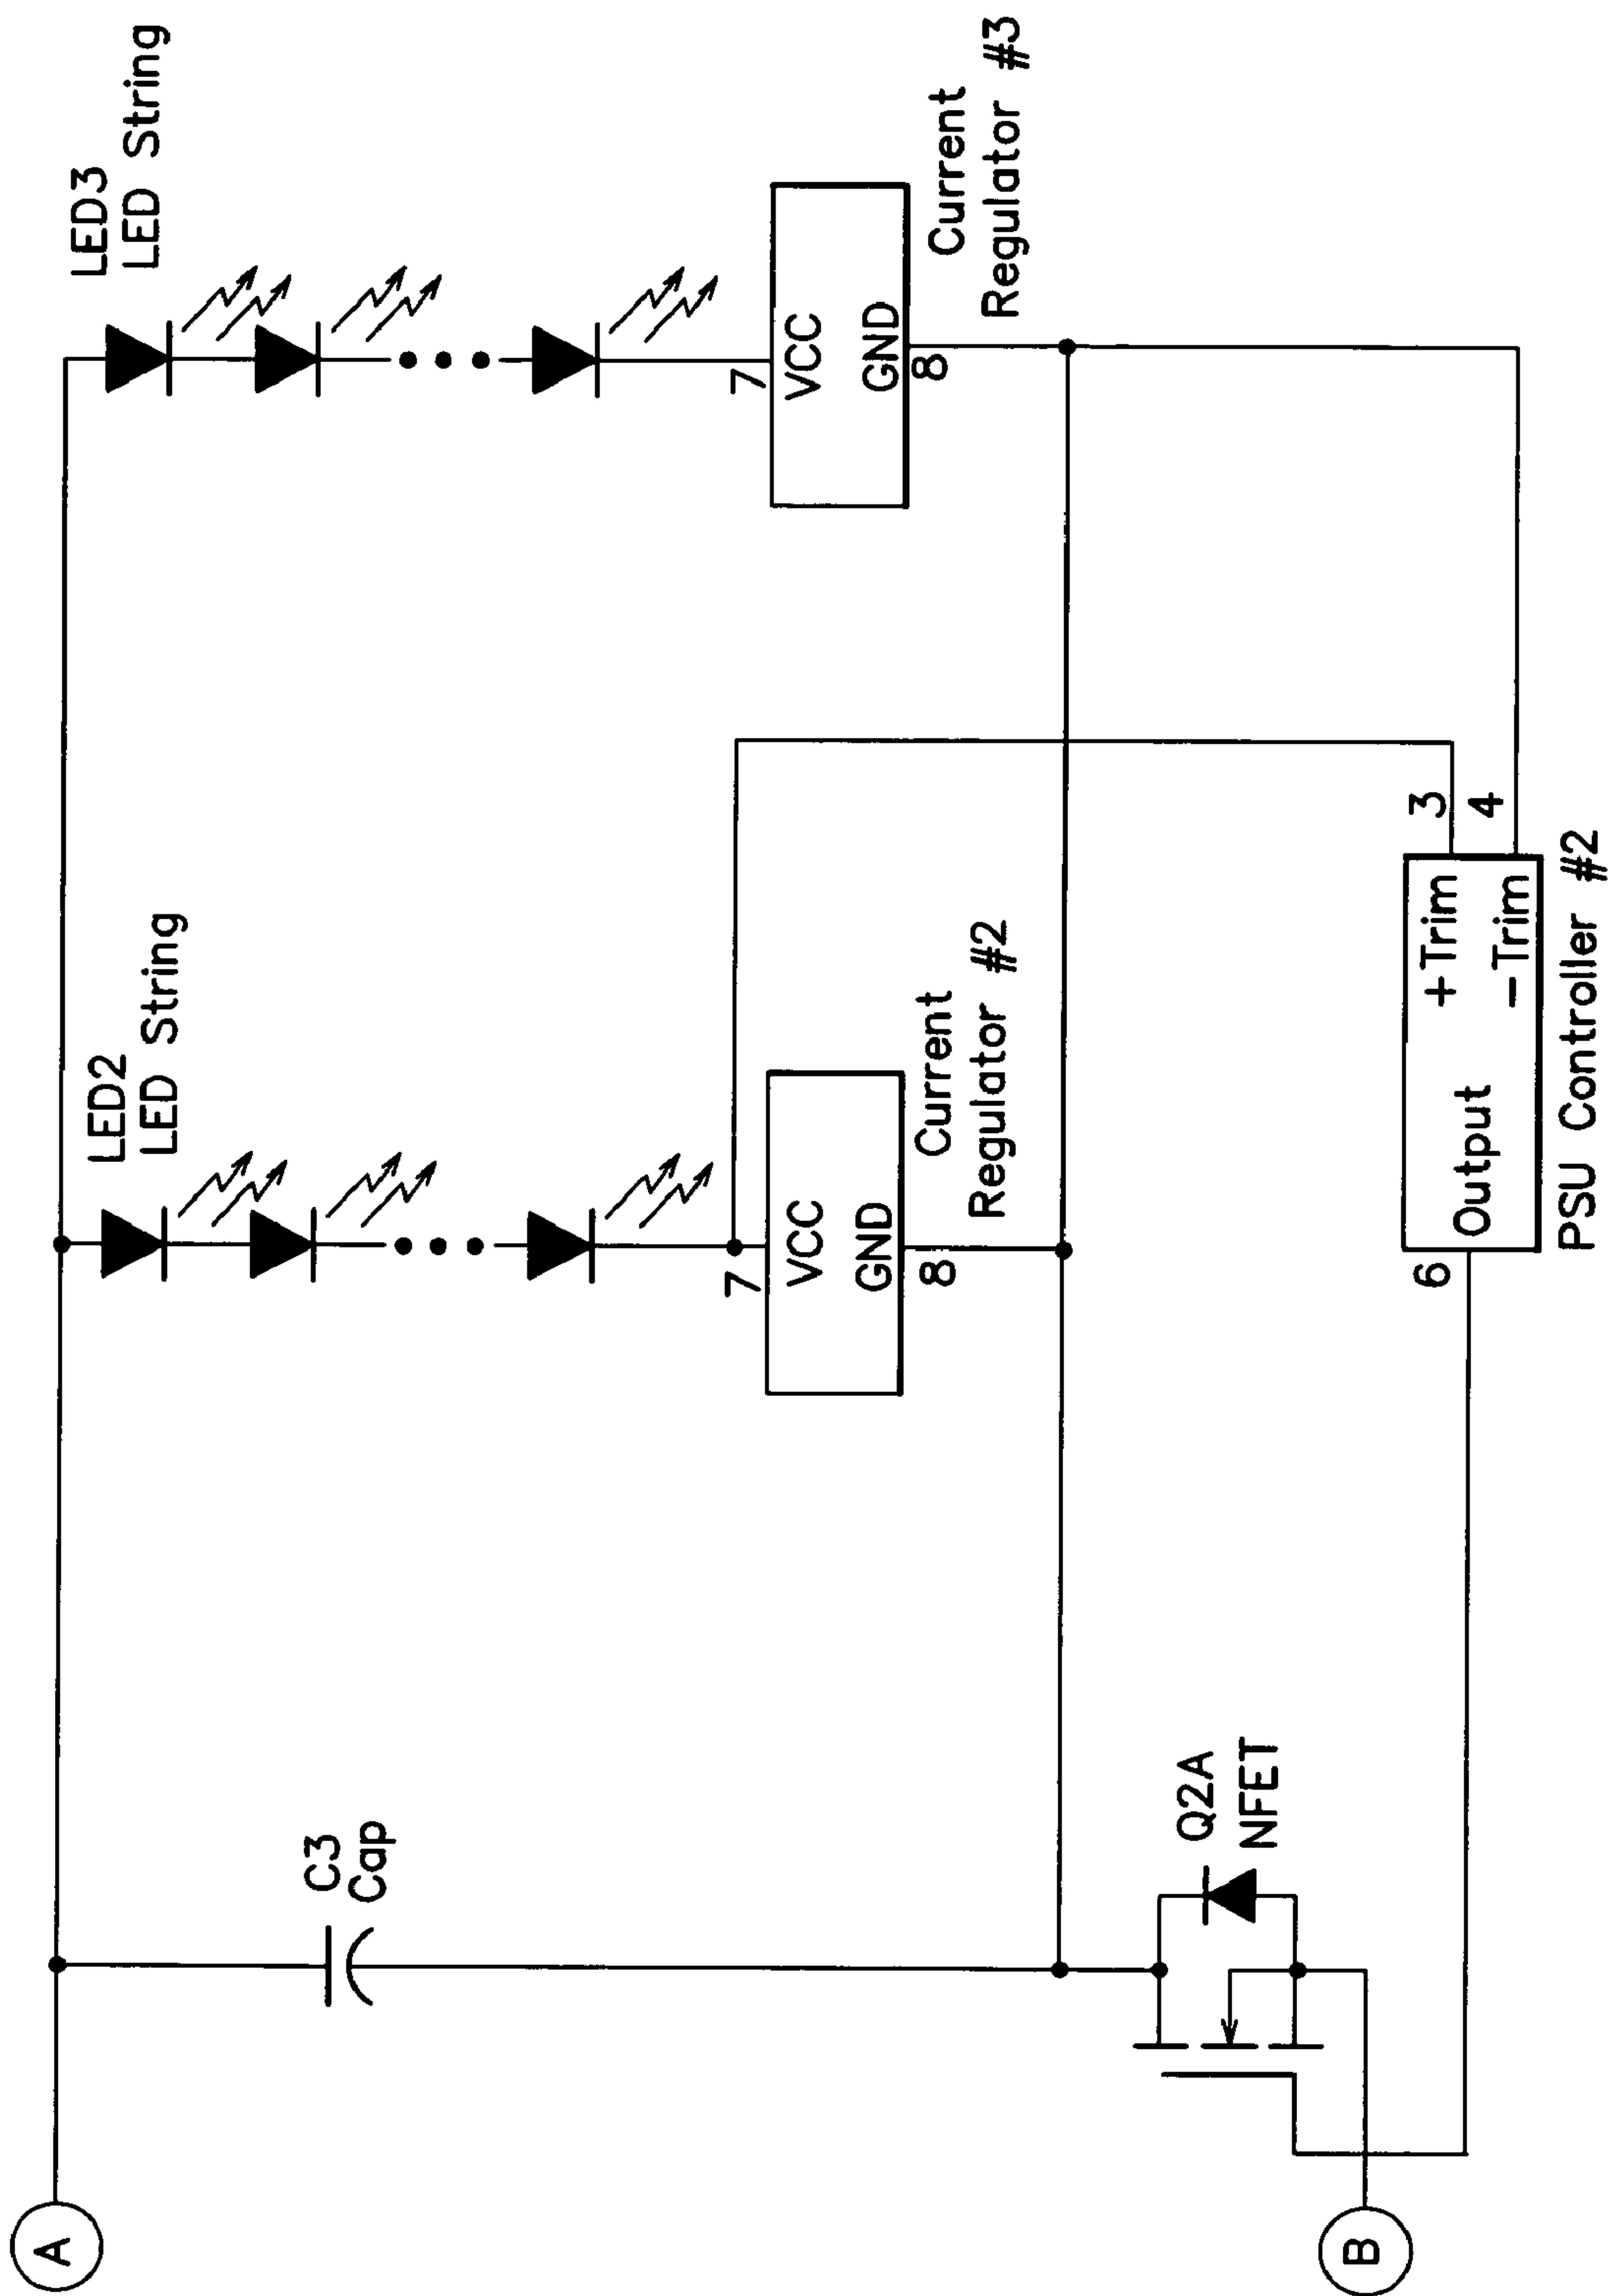 A
C3
Cap
LED2
LED String
LED3
LED String
7
VCC
GND
8
Current
Regulator #2
7
VCC
GND
8
Current
Regulator #3
Q2A
NFET
B
6
Output
+Trim
-Trim
3
4
PSU Controller #2